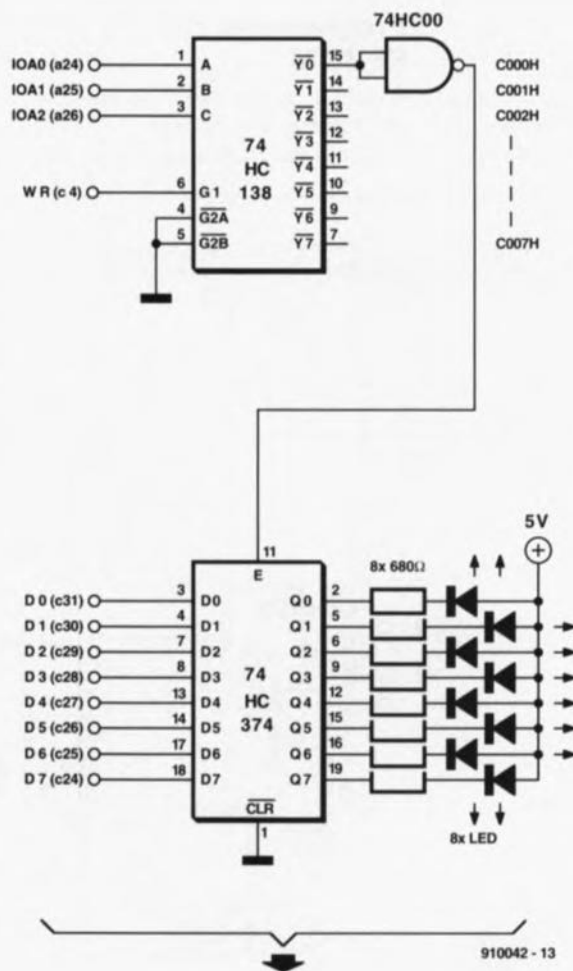 74HC00
IOA0 (a24) 1 A Y0 15 C000H
IOA1 (a25) 2 B Y1 14 C001H
IOA2 (a26) 3 C Y2 13 C002H
Y3 12
74 Y4 11
HC
WR (c 4) 6 G1 138 Y5 10
4 G2A Y6 9
5 G2B Y7 7 C007H
5V
11 8x 680Ω
E
D 0 (c31) 3 D0 Q0 2
D 1 (c30) 4 D1 Q1 5
D 2 (c29) 7 D2 Q2 6
D 3 (c28) 8 D3 74 Q3 9
D 4 (c27) 13 D4 HC Q4 12
D 5 (c26) 14 D5 374 Q5 15
D 6 (c25) 17 D6 Q6 16
D 7 (c24) 18 D7 Q7 19
CLR
1 8x LED
910042 - 13